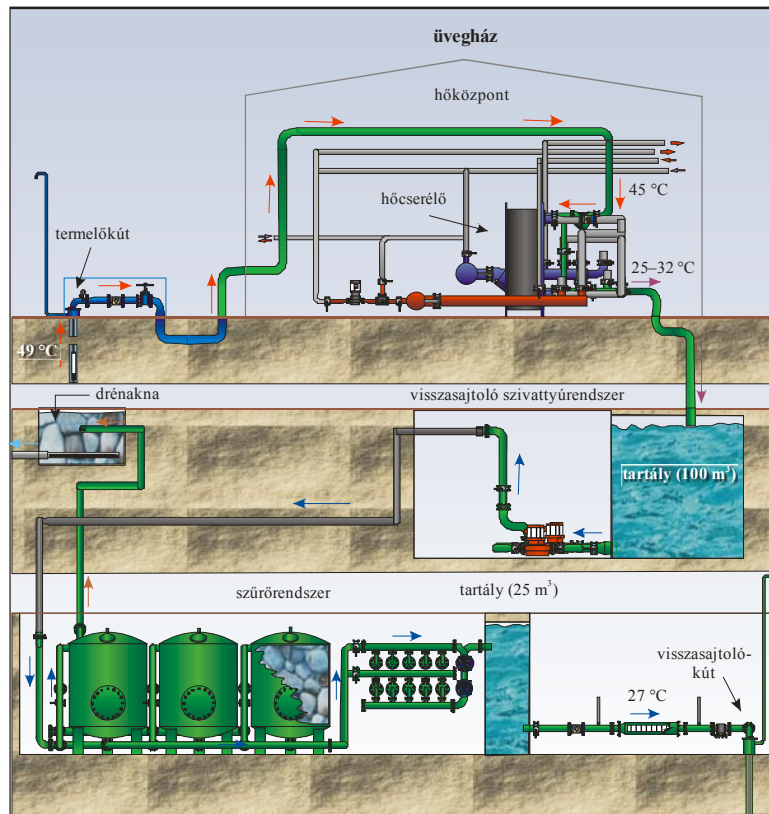 üvegház
hőközpont
45 °C
hőcserélő
termelőkút
25–32 °C
49 °C
drénakna
visszasajtoló szivattyúrendszer
tartály (100 m³)
szűrőrendszer
tartály (25 m³)
visszasajtoló-
kút
27 °C